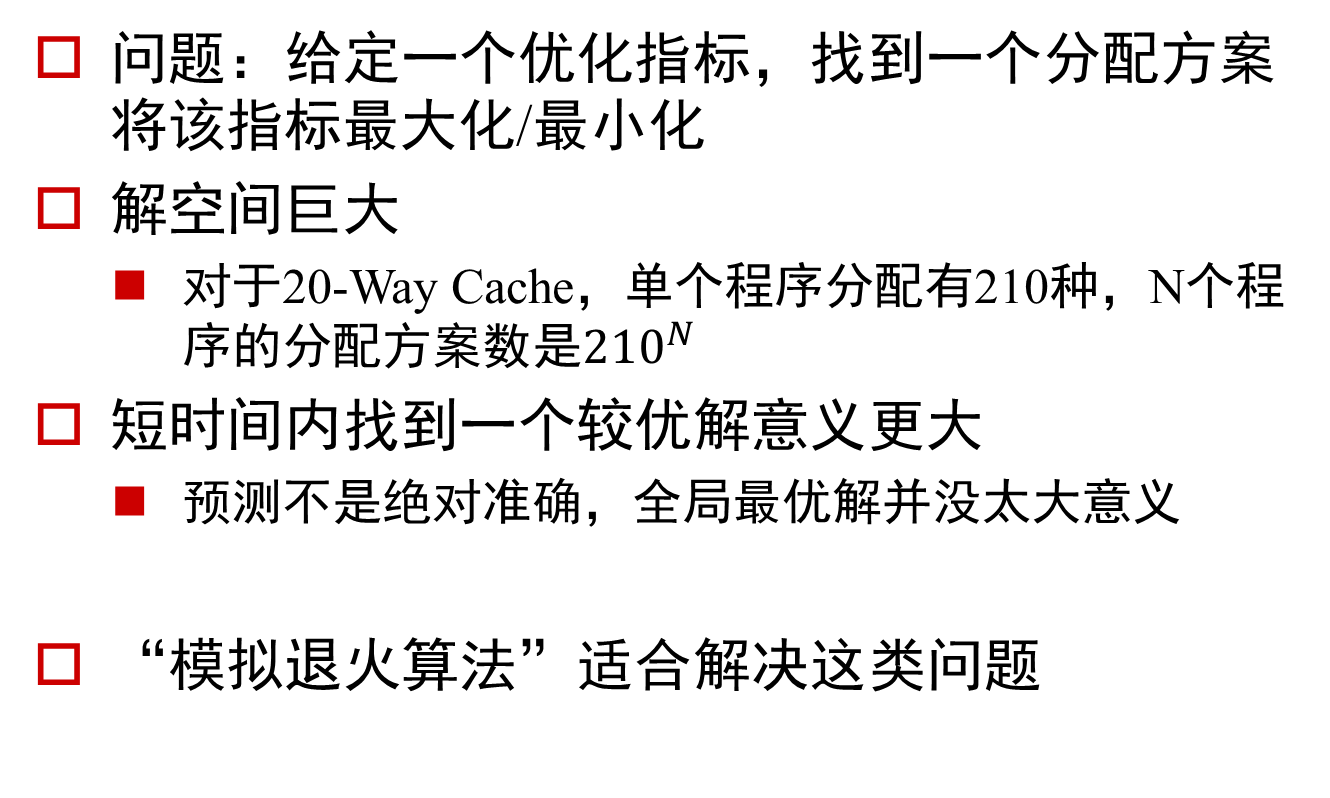 问题：给定一个优化指标，找到一个分配方案
将该指标最大化/最小化
解空间巨大
对于20-Way Cache，单个程序分配有210种，N个程
序的分配方案数是210^N
短时间内找到一个较优解意义更大
预测不是绝对准确，全局最优解并没太大意义
“模拟退火算法”适合解决这类问题